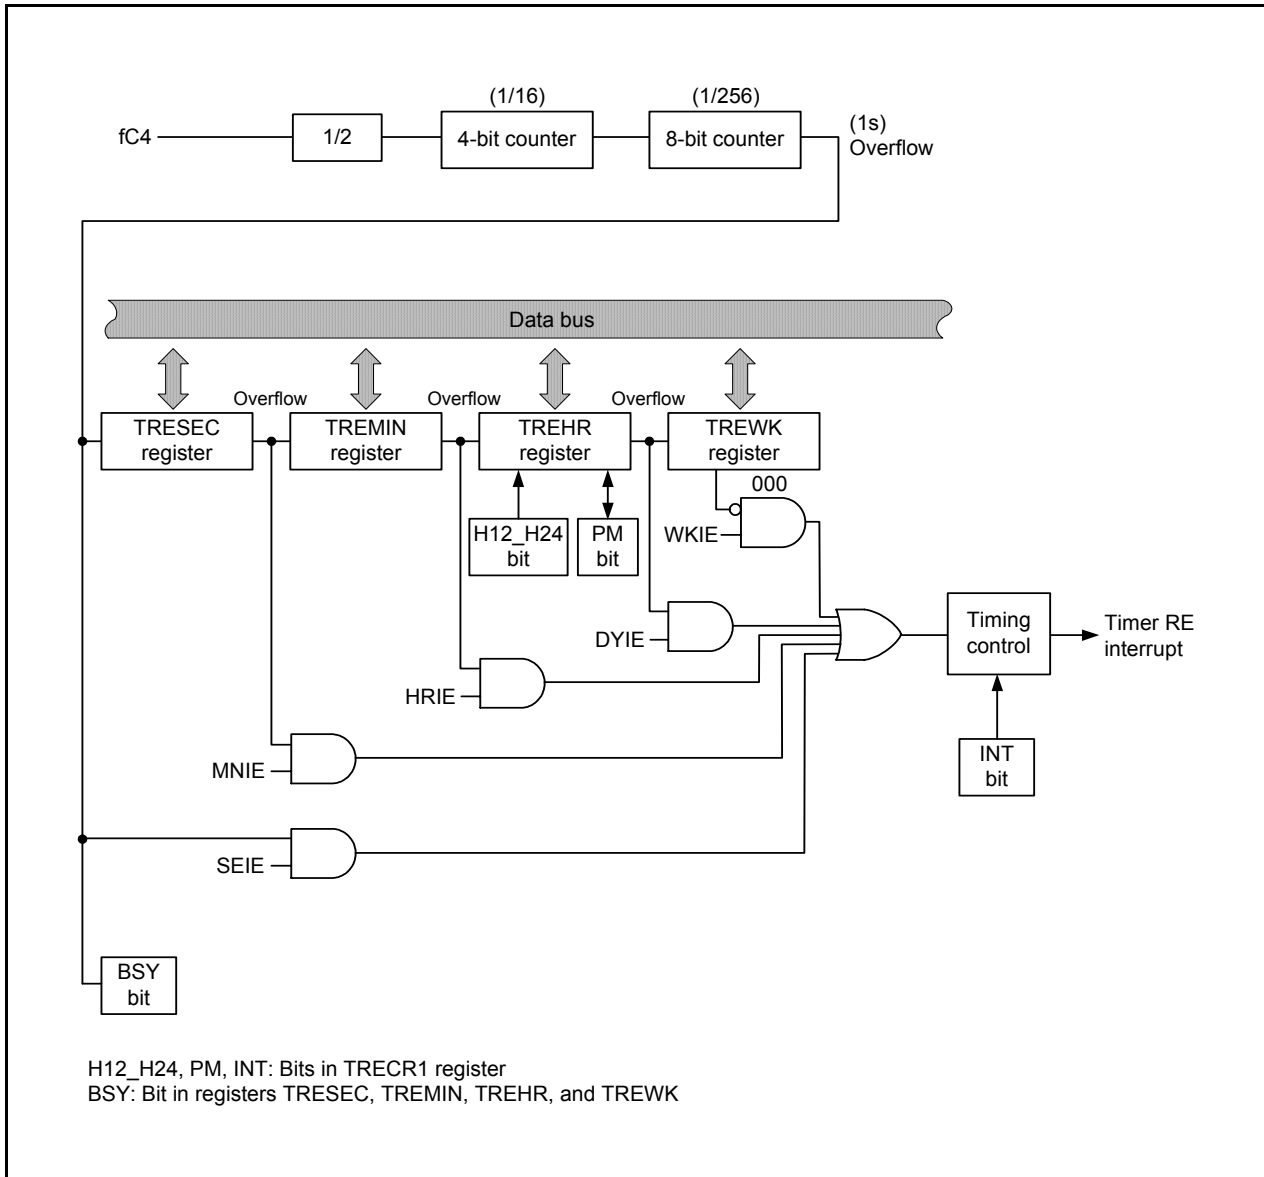 (1/16)
(1/256)
fC4
1/2
4-bit counter
8-bit counter
(1s)
Overflow
Data bus
Overflow
Overflow
Overflow
TRESEC
register
TREMIN
register
TREHR
register
TREWK
register
000
H12_H24
bit
PM
bit
WKIE
DYIE
HRIE
MNIE
SEIE
Timing
control
Timer RE
interrupt
INT
bit
BSY
bit
H12_H24, PM, INT: Bits in TRECR1 register
BSY: Bit in registers TRESEC, TREMIN, TREHR, and TREWK